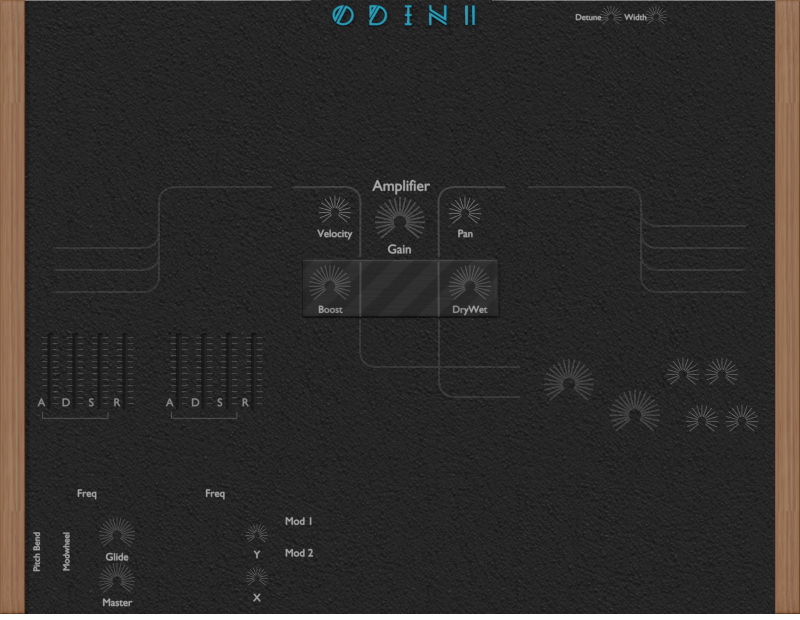 ODIN II
Detune Width
Amplifier
Velocity
Pan
Gain
Boost
DryWet
A D S R
A D S R
Freq
Freq
Pitch Bend
Modwheel
Glide
Master
Y
X
Mod 1
Mod 2